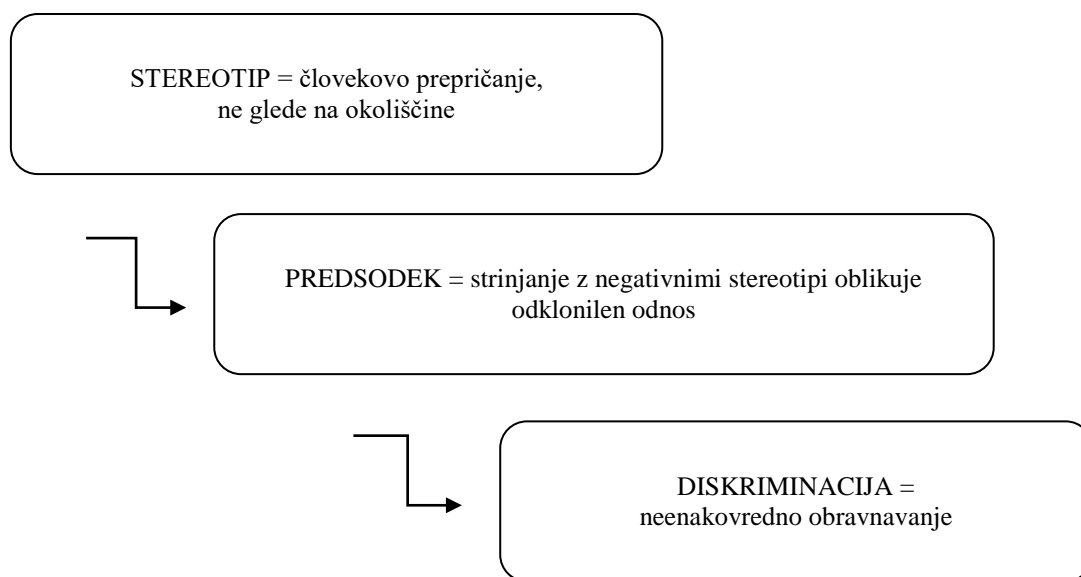 STEREOTIP = človekovo prepričanje,
ne glede na okoliščine
PREDSODEK = strinjanje z negativnimi stereotipi oblikuje
odklonilen odnos
DISKRIMINACIJA =
neenakovredno obravnavanje